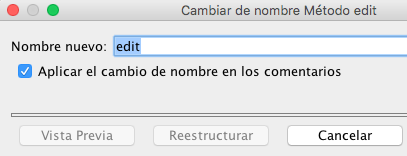 Cambiar de nombre Método edit
Nombre nuevo: edit
Aplicar el cambio de nombre en los comentarios
Vista Previa Reestructurar Cancelar